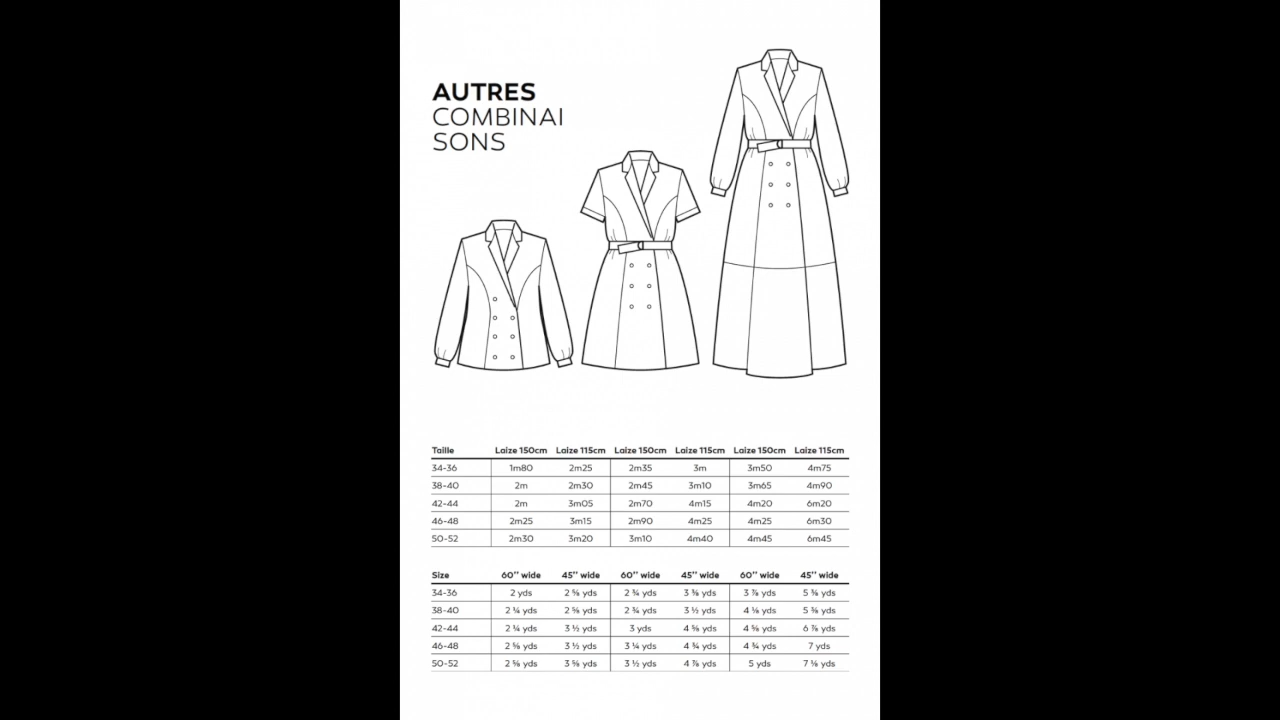 AUTRES
COMBINAI
SONS
Taille Laize 150cm Laize 115cm Laize 150cm Laize 115cm Laize 150cm Laize 115cm
34-36 1m80 2m25 2m35 3m 3m50 4m75
38-40 2m 2m30 2m45 3m10 3m65 4m90
42-44 2m 3m05 2m70 4m15 4m20 6m20
46-48 2m25 3m15 2m90 4m25 4m25 6m30
50-52 2m30 3m20 3m10 4m40 4m45 6m45
Size 60’’ wide 45’’ wide 60’’ wide 45’’ wide 60’’ wide 45’’ wide
34-36 2 yds 2 ⅝ yds 2 ¾ yds 3 ⅜ yds 3 ⅞ yds 5 ⅜ yds
38-40 2 ¼ yds 2 ⅝ yds 2 ¾ yds 3 ½ yds 4 ⅛ yds 5 ⅜ yds
42-44 2 ¼ yds 3 ½ yds 3 yds 4 ⅝ yds 4 ⅝ yds 6 ⅞ yds
46-48 2 ⅝ yds 3 ½ yds 3 ¼ yds 4 ¾ yds 4 ¾ yds 7 yds
50-52 2 ⅝ yds 3 ⅝ yds 3 ½ yds 4 ⅞ yds 5 yds 7 ⅛ yds